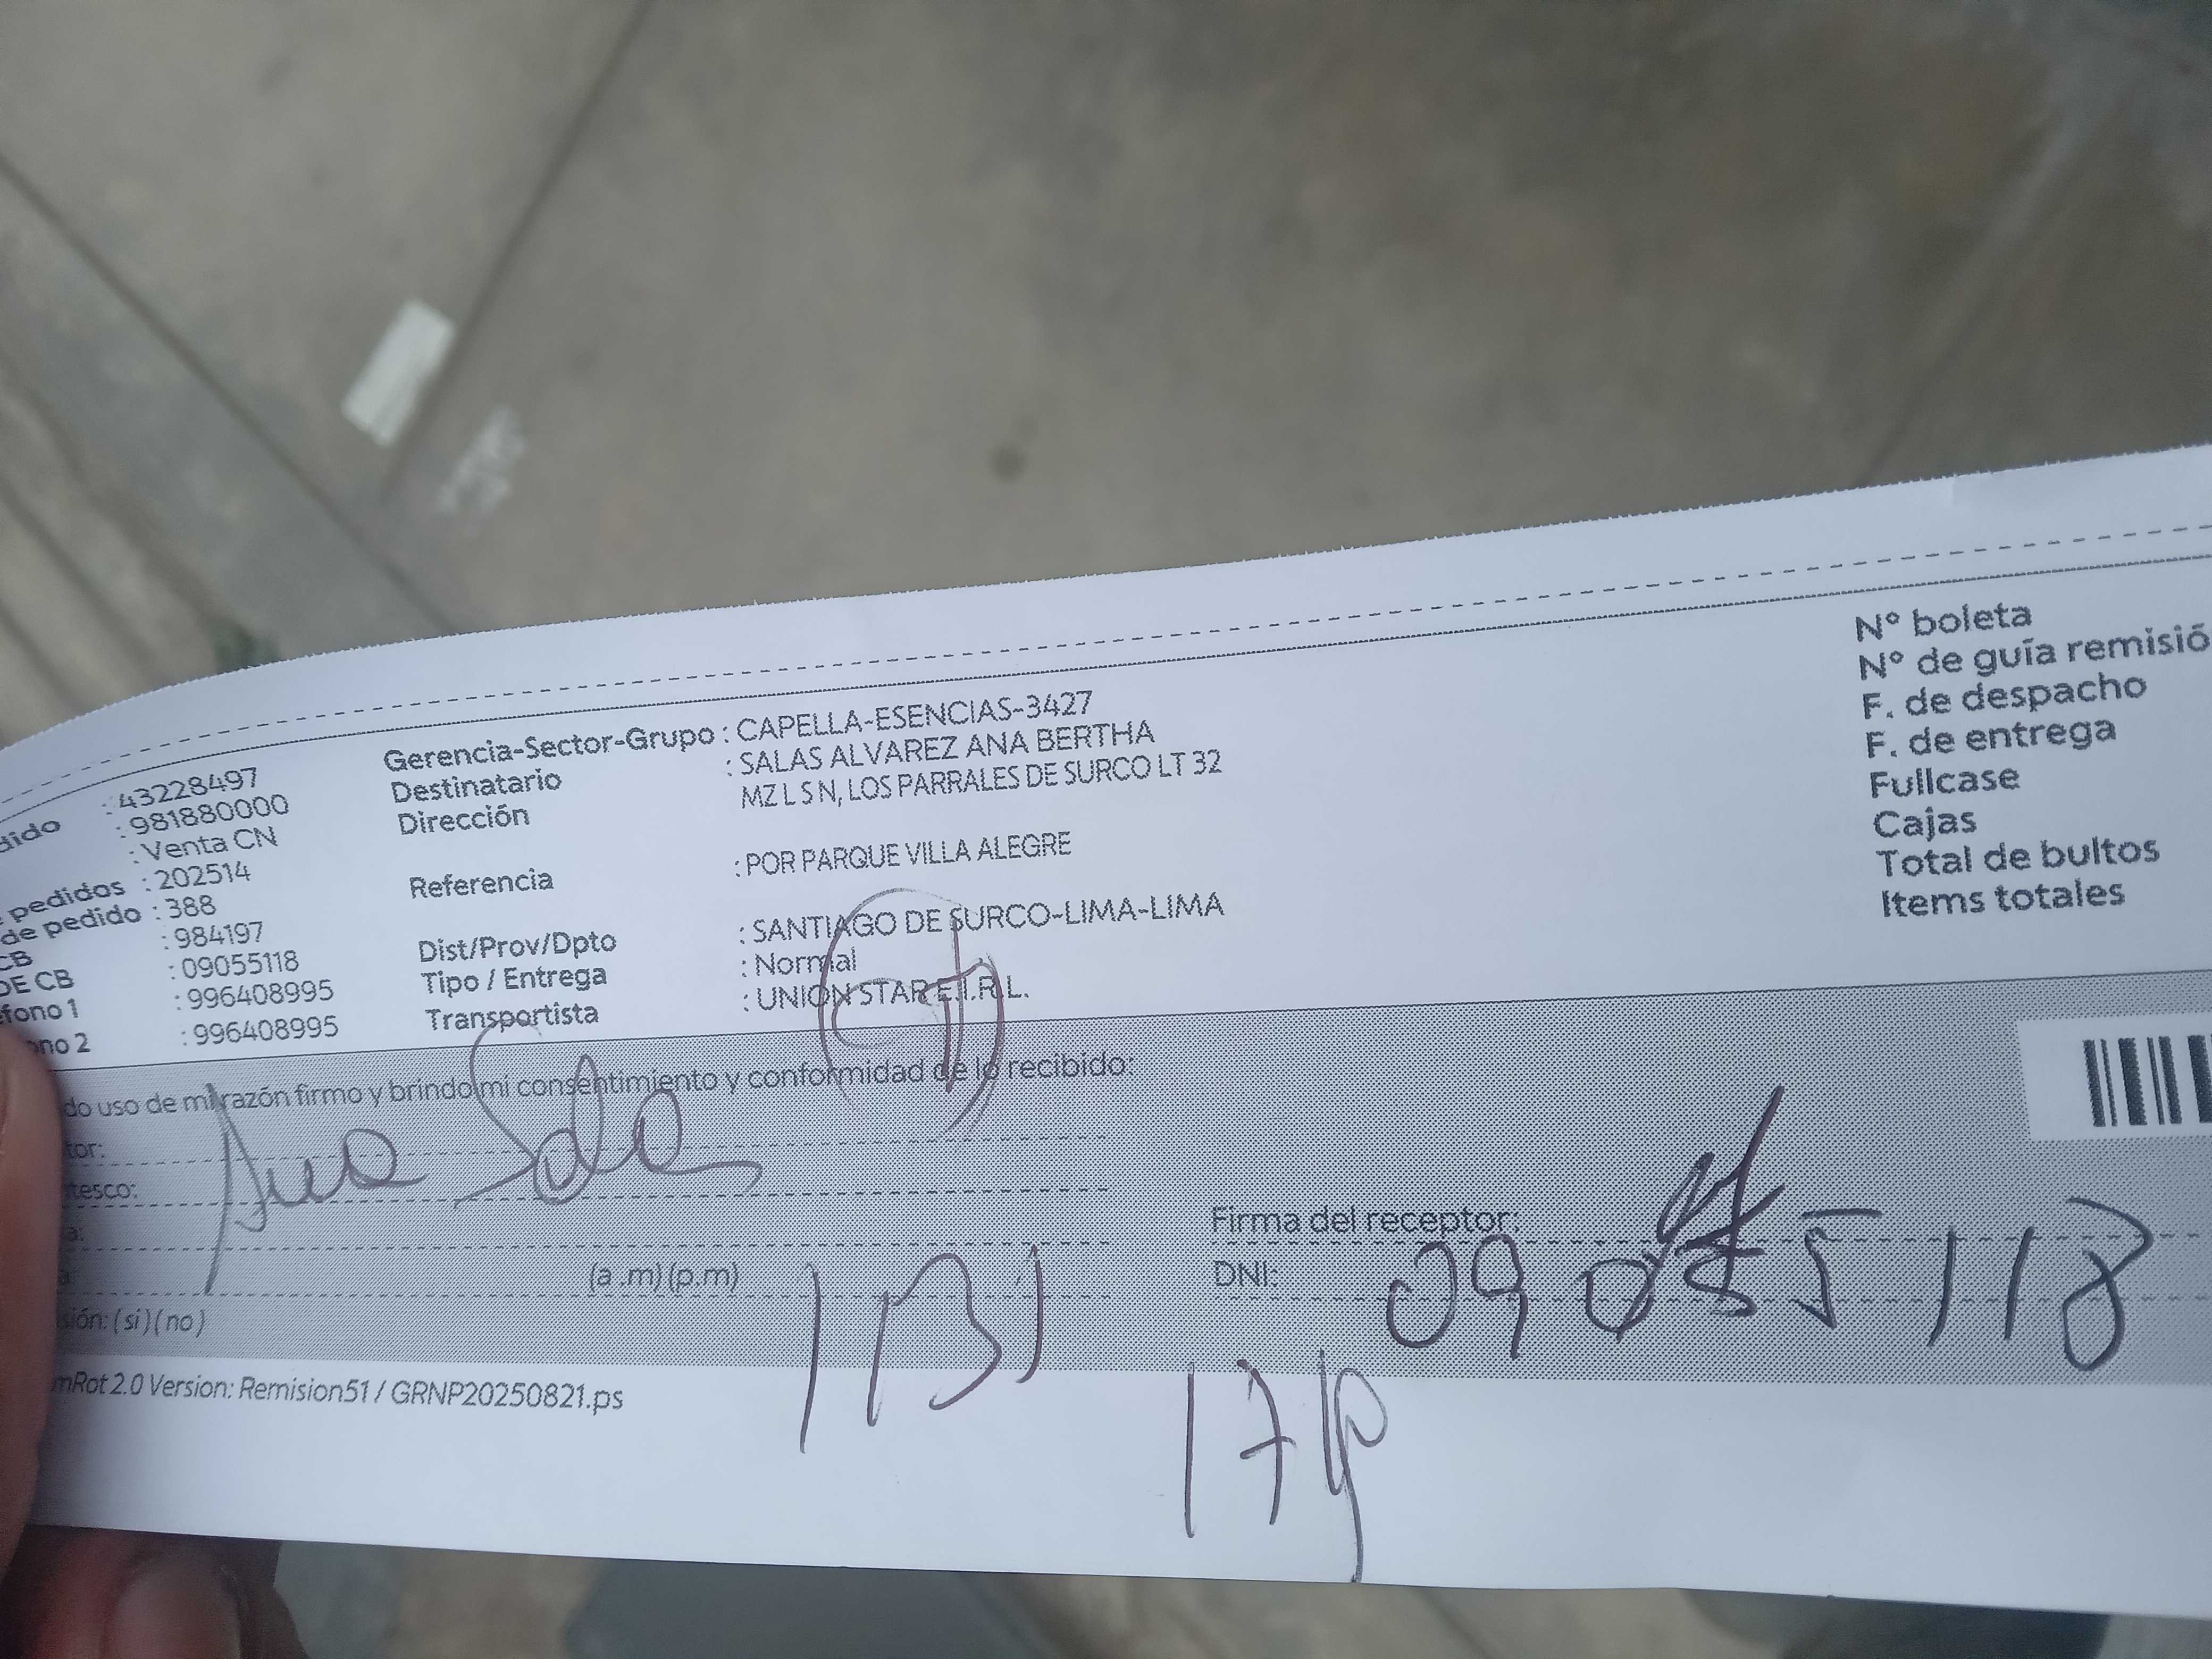 dido : 43228497
: 981880000
: Venta CN
pedidos : 202514
de pedido : 388
CB : 984197
DE CB : 09055118
fono 1 : 996408995
ono 2 : 996408995
Gerencia-Sector-Grupo : CAPELLA-ESENCIAS-3427
Destinatario : SALAS ALVAREZ ANA BERTHA
Dirección MZ L S N, LOS PARRALES DE SURCO LT 32
Referencia : POR PARQUE VILLA ALEGRE
Dist/Prov/Dpto : SANTIAGO DE SURCO-LIMA-LIMA
Tipo / Entrega : Normal
Transportista : UNION STAR E.I.R.L.
N° boleta
N° de guía remisió
F. de despacho
F. de entrega
Fullcase
Cajas
Total de bultos
Items totales
do uso de mi razón firmo y brindo mi consentimiento y conformidad de lo recibido:
tor: Ana Salas
tesco:
a:
a: (a .m) (p.m)
sión: (si) (no)
Firma del receptor:
DNI: 09055118
mRot 2.0 Version: Remision51 / GRNP20250821.ps